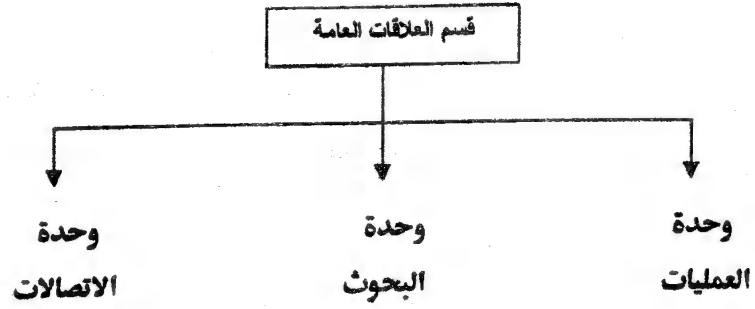 قسم العلاقات العامة
وحدة
العمليات
وحدة
البحوث
وحدة
الاتصالات